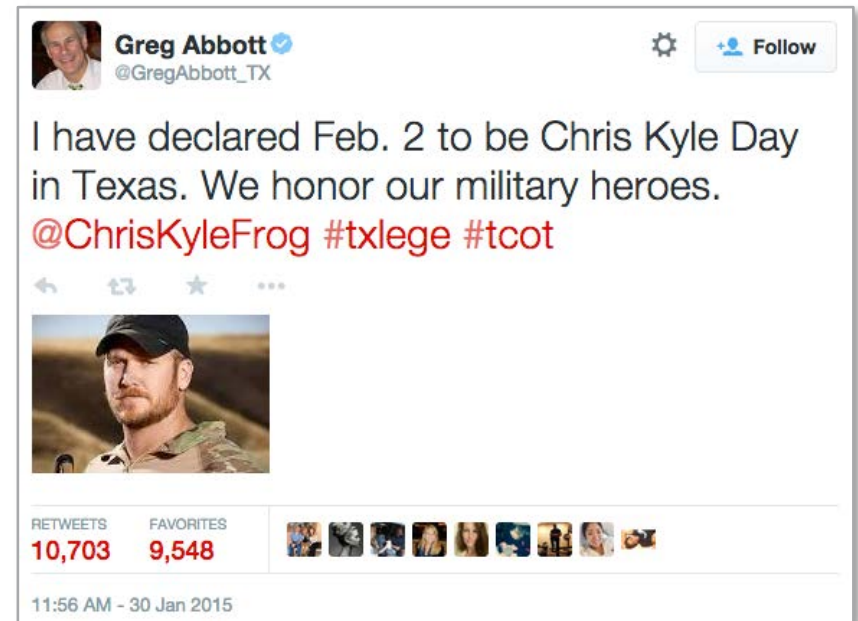 Greg Abbott
@GregAbbott_TX
Follow
I have declared Feb. 2 to be Chris Kyle Day
in Texas. We honor our military heroes.
@ChrisKyleFrog #txlege #tcot
RETWEETS FAVORITES
10,703 9,548
11:56 AM - 30 Jan 2015